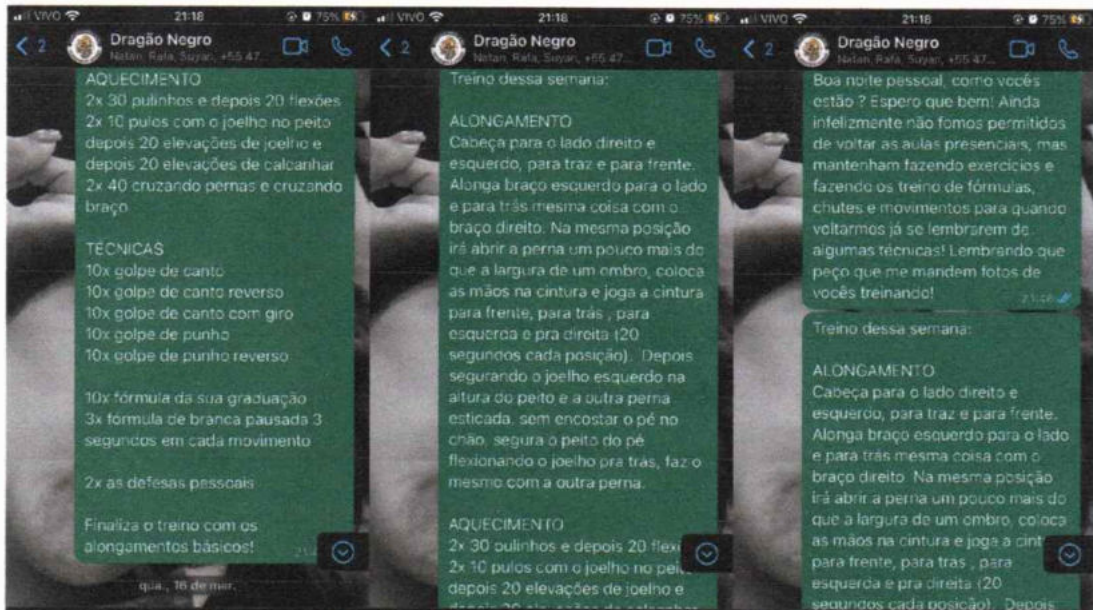 VIVO 21:18 75%
2 Dragão Negro
Natan, Rafa, Suyan, +55 47...
AQUECIMENTO
2x 30 pulinhos e depois 20 flexões
2x 10 pulos com o joelho no peito
depois 20 elevações de joelho e
depois 20 elevações de calcanhar
2x 40 cruzando pernas e cruzando
braço.
TÉCNICAS
10x golpe de canto
10x golpe de canto reverso
10x golpe de canto com giro
10x golpe de punho
10x golpe de punho reverso
10x fórmula da sua graduação
3x fórmula de branca pausada 3
segundos em cada movimento
2x as defesas pessoais
Finaliza o treino com os
alongamentos básicos!
qua., 16 de mar.
VIVO 21:18 75%
2 Dragão Negro
Natan, Rafa, Suyan, +55 47...
Treino dessa semana:
ALONGAMENTO
Cabeça para o lado direito e
esquerdo, para traz e para frente.
Alonga braço esquerdo para o lado
e para trás mesma coisa com o
braço direito. Na mesma posição
irá abrir a perna um pouco mais do
que a largura de um ombro, coloca
as mãos na cintura e joga a cintura
para frente, para trás , para
esquerda e pra direita (20
segundos cada posição). Depois
segurando o joelho esquerdo na
altura do peito e a outra perna
esticada, sem encostar o pé no
chão, segura o peito do pé
flexionando o joelho pra trás, faz o
mesmo com a outra perna.
AQUECIMENTO
2x 30 pulinhos e depois 20
2x 10 pulos com o joelho no
depois 20 elevações de joelho e
VIVO 21:18 75%
2 Dragão Negro
Natan, Rafa, Suyan, +55 47...
Boa noite pessoal, como vocês
estão ? Espero que bem! Ainda
infelizmente não fomos permitidos
de voltar as aulas presenciais, mas
mantenham fazendo exercícios e
fazendo os treino de fórmulas,
chutes e movimentos para quando
voltarmos já se lembrarem de
algumas técnicas! Lembrando que
peço que me mandem fotos de
vocês treinando!
21:48
Treino dessa semana:
ALONGAMENTO
Cabeça para o lado direito e
esquerdo, para traz e para frente.
Alonga braço esquerdo para o lado
e para trás mesma coisa com o
braço direito. Na mesma posição
irá abrir a perna um pouco mais do
que a largura de um ombro, coloca
as mãos na cintura e joga a
para frente, para trás , para
esquerda e pra direita (20
segundos cada posição). Depois